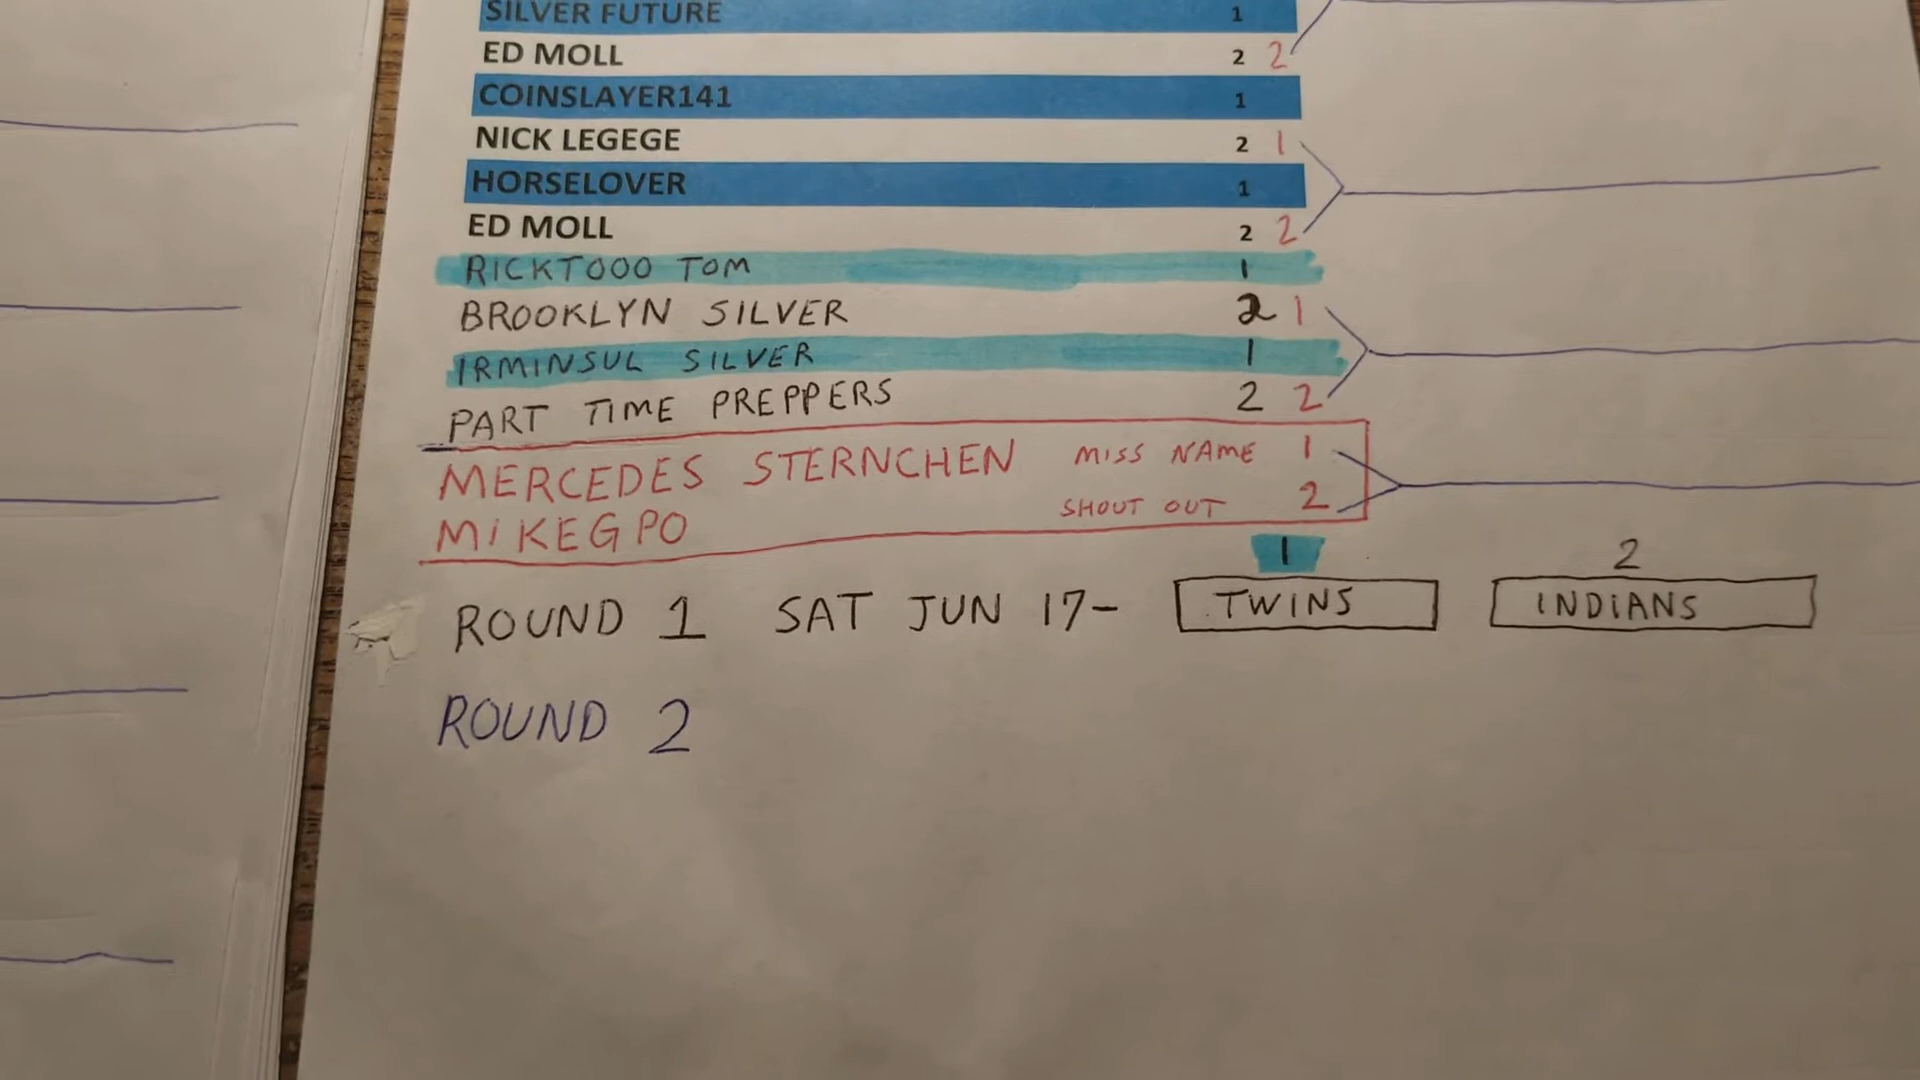 SILVER FUTURE 1
ED MOLL 2 2
COINSLAYER141 1
NICK LEGEGE 2 1
HORSELOVER 1
ED MOLL 2 2
RICKTOOO TOM 1
BROOKLYN SILVER 2 1
IRMINSUL SILVER 1
PART TIME PREPPERS 2 2
MERCEDES STERNCHEN MISS NAME 1
MIKEGPO SHOUT OUT 2
1 2
ROUND 1 SAT JUN 17- TWINS INDIANS
ROUND 2